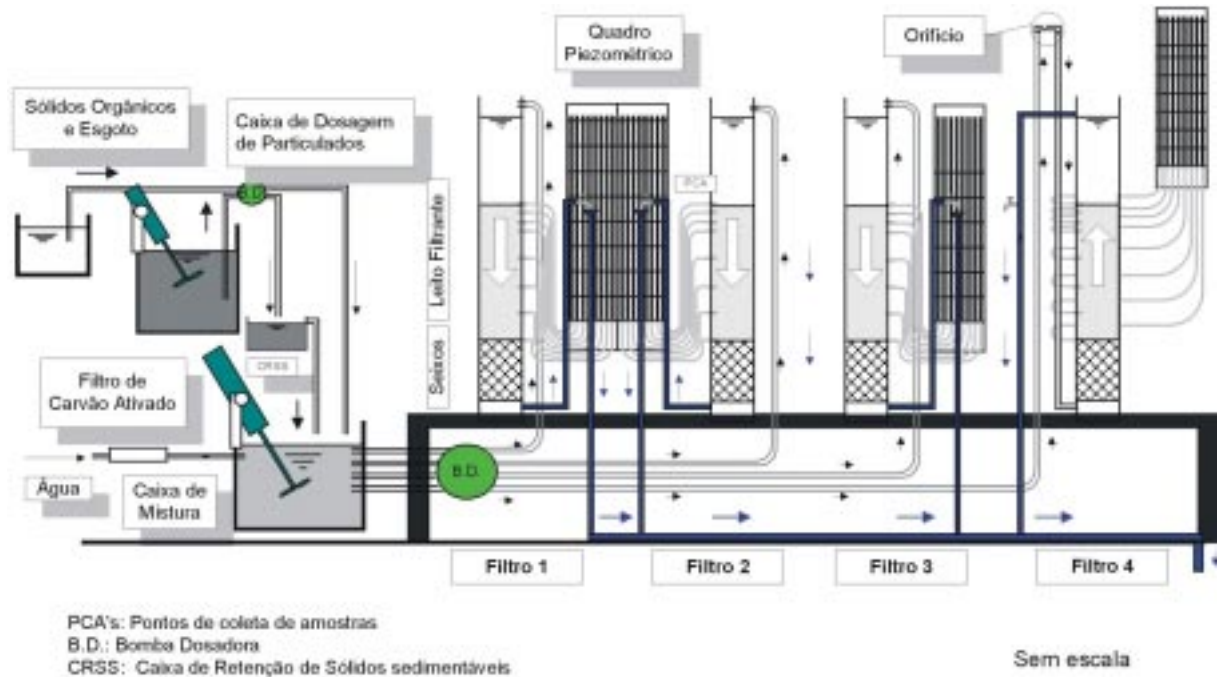 Quadro
Piezométrico
Orifício
Sólidos Orgânicos
e Esgoto
Caixa de Dosagem
de Particulados
B.D.
PCA
Leito Filtrante
CRSS
Seixos
Filtro de
Carvão Ativado
B.D.
Água
Caixa de
Mistura
Filtro 1
Filtro 2
Filtro 3
Filtro 4
PCA's: Pontos de coleta de amostras
B.D.: Bomba Dosadora
CRSS: Caixa de Retenção de Sólidos sedimentáveis
Sem escala